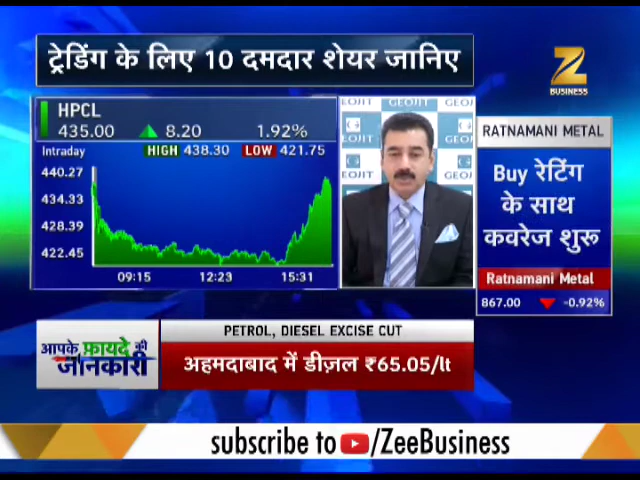 ट्रेडिंग के लिए 10 दमदार शेयर जानिए
Z
BUSINESS
HPCL
435.00 8.20 1.92%
Intraday HIGH 438.30 LOW 421.75
440.27
434.33
428.39
422.45
09:15 12:23 15:31
EOJIT GEOJIT GEO
GEOJIT
RATNAMANI METAL
Buy रेटिंग
के साथ
कवरेज शुरू
Ratnamani Metal
867.00 -0.92%
आपके फ़ायदे की
जानकारी
PETROL, DIESEL EXCISE CUT
अहमदाबाद में डीज़ल ₹65.05/lt
subscribe to /ZeeBusiness